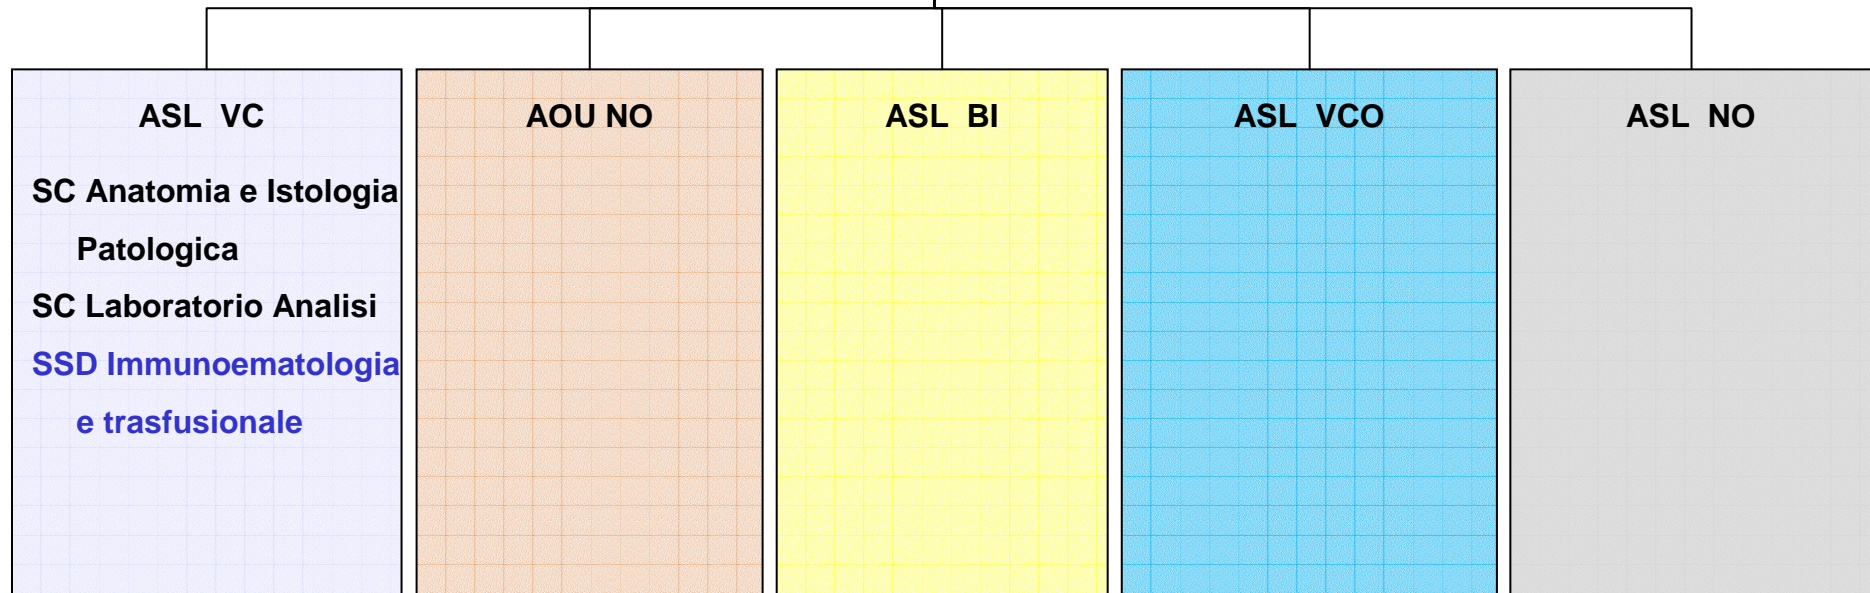 ASL VC
SC Anatomia e Istologia
Patologica
SC Laboratorio Analisi
SSD Immunoematologia
e trasfusionale
AOU NO
ASL BI
ASL VCO
ASL NO